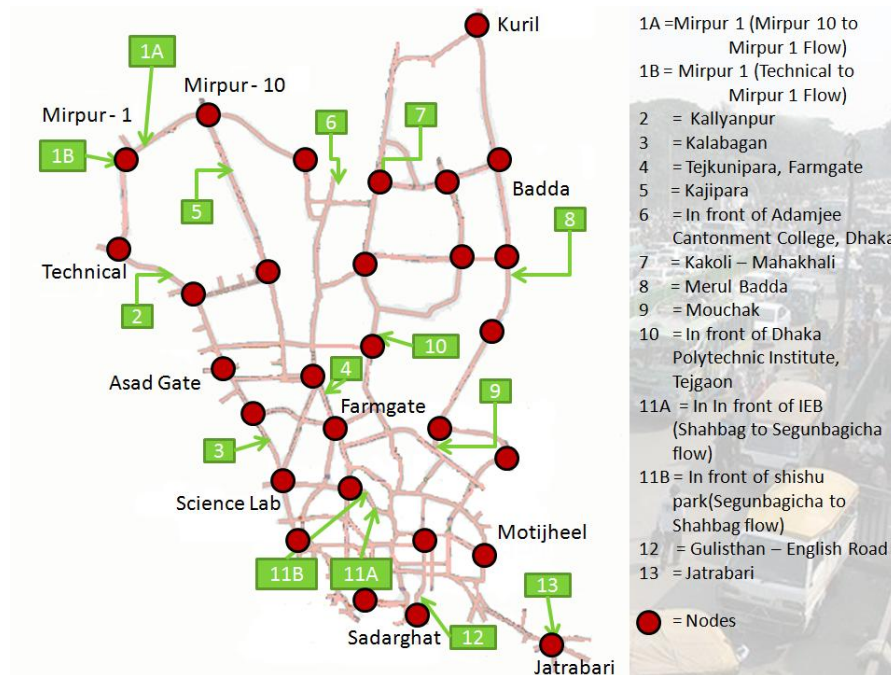 Kuril
1A
Mirpur - 10
Mirpur - 1
6
7
1B
Badda
5
8
Technical
2
10
Asad Gate
4
9
Farmgate
3
Science Lab
Motijheel
11B
11A
13
12
Sadarghat
Jatrabari
1A =Mirpur 1 (Mirpur 10 to
Mirpur 1 Flow)
1B = Mirpur 1 (Technical to
Mirpur 1 Flow)
2 = Kallyanpur
3 = Kalabagan
4 = Tejkunipara, Farmgate
5 = Kajipara
6 = In front of Adamjee
Cantonment College, Dhaka
7 = Kakoli – Mahakhali
8 = Merul Badda
9 = Mouchak
10 = In front of Dhaka
Polytechnic Institute,
Tejgaon
11A = In In front of IEB
(Shahbag to Segunbagicha
flow)
11B = In front of shishu
park(Segunbagicha to
Shahbag flow)
12 = Gulisthan – English Road
13 = Jatrabari
= Nodes